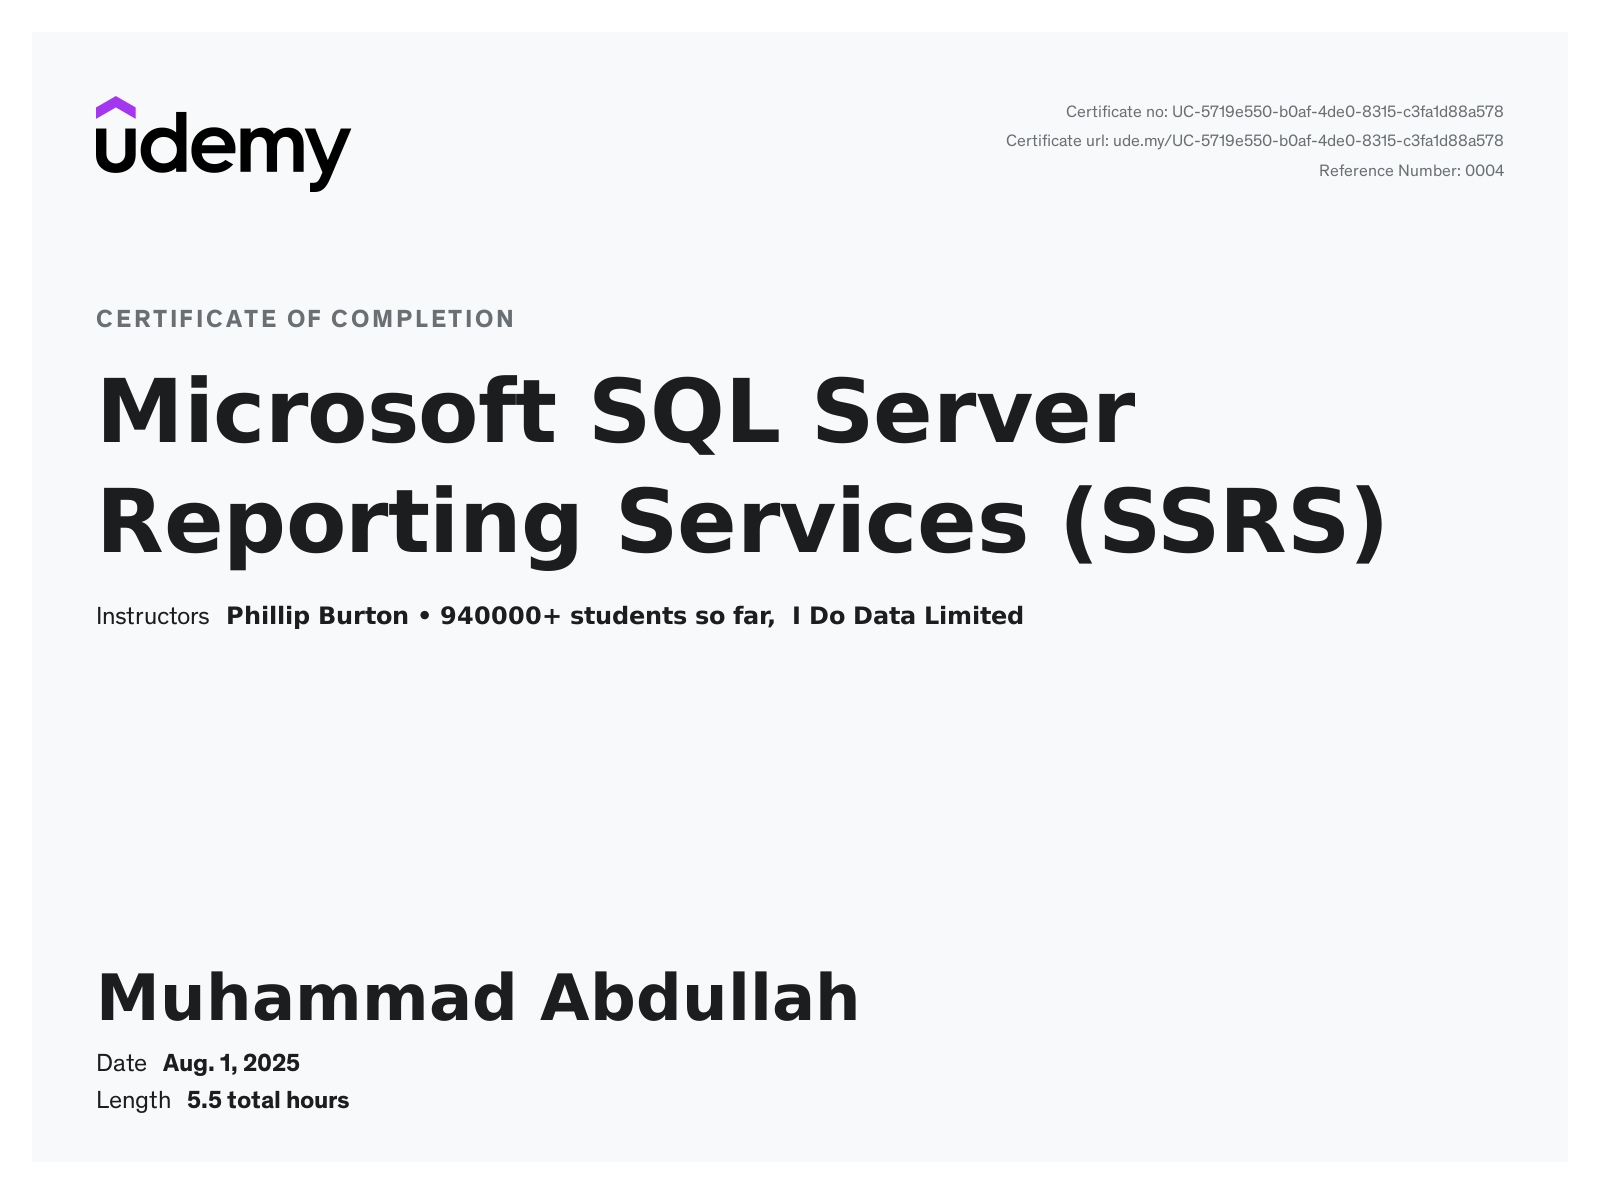 udemy
Certificate no: UC-5719e550-b0af-4de0-8315-c3fa1d88a578
Certificate url: ude.my/UC-5719e550-b0af-4de0-8315-c3fa1d88a578
Reference Number: 0004
CERTIFICATE OF COMPLETION
Microsoft SQL Server
Reporting Services (SSRS)
Instructors Phillip Burton • 940000+ students so far, I Do Data Limited
Muhammad Abdullah
Date Aug. 1, 2025
Length 5.5 total hours